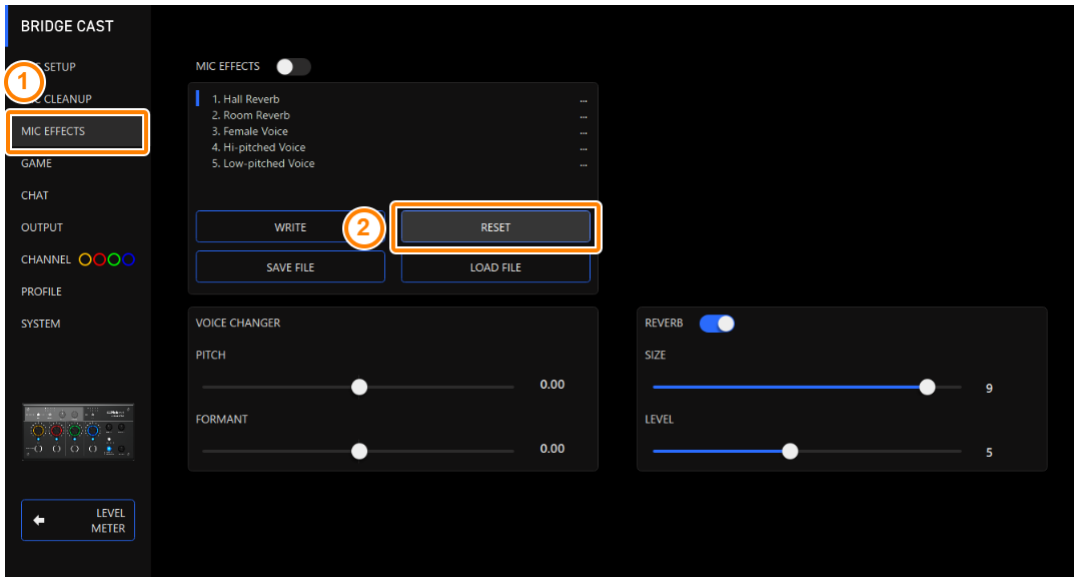 BRIDGE CAST
SETUP
1
CLEANUP
MIC EFFECTS
GAME
CHAT
OUTPUT
CHANNEL
PROFILE
SYSTEM
LEVEL
METER
MIC EFFECTS
1. Hall Reverb ...
2. Room Reverb ...
3. Female Voice ...
4. Hi-pitched Voice ...
5. Low-pitched Voice ...
WRITE 2 RESET
SAVE FILE LOAD FILE
VOICE CHANGER
PITCH
0.00
FORMANT
0.00
REVERB
SIZE
9
LEVEL
5